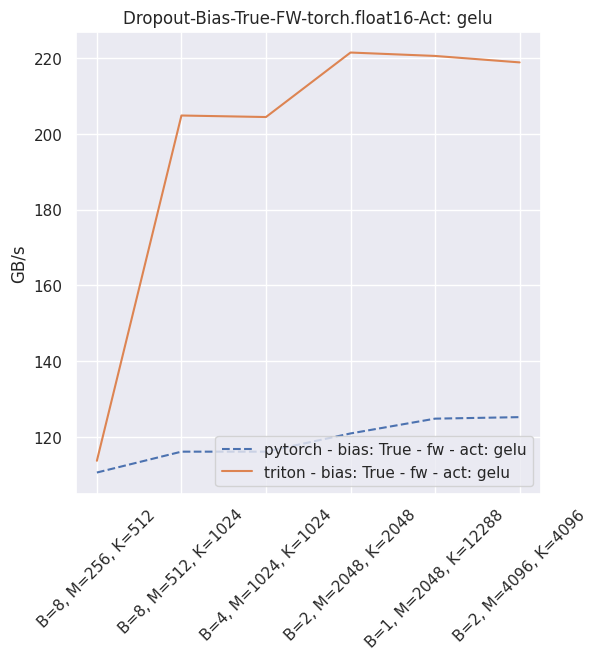 Dropout-Bias-True-FW-torch.float16-Act: gelu
GB/s
220
200
180
160
140
120
pytorch - bias: True - fw - act: gelu
triton - bias: True - fw - act: gelu
B=8, M=256, K=512
B=8, M=512, K=1024
B=4, M=1024, K=1024
B=2, M=2048, K=2048
B=1, M=2048, K=12288
B=2, M=4096, K=4096